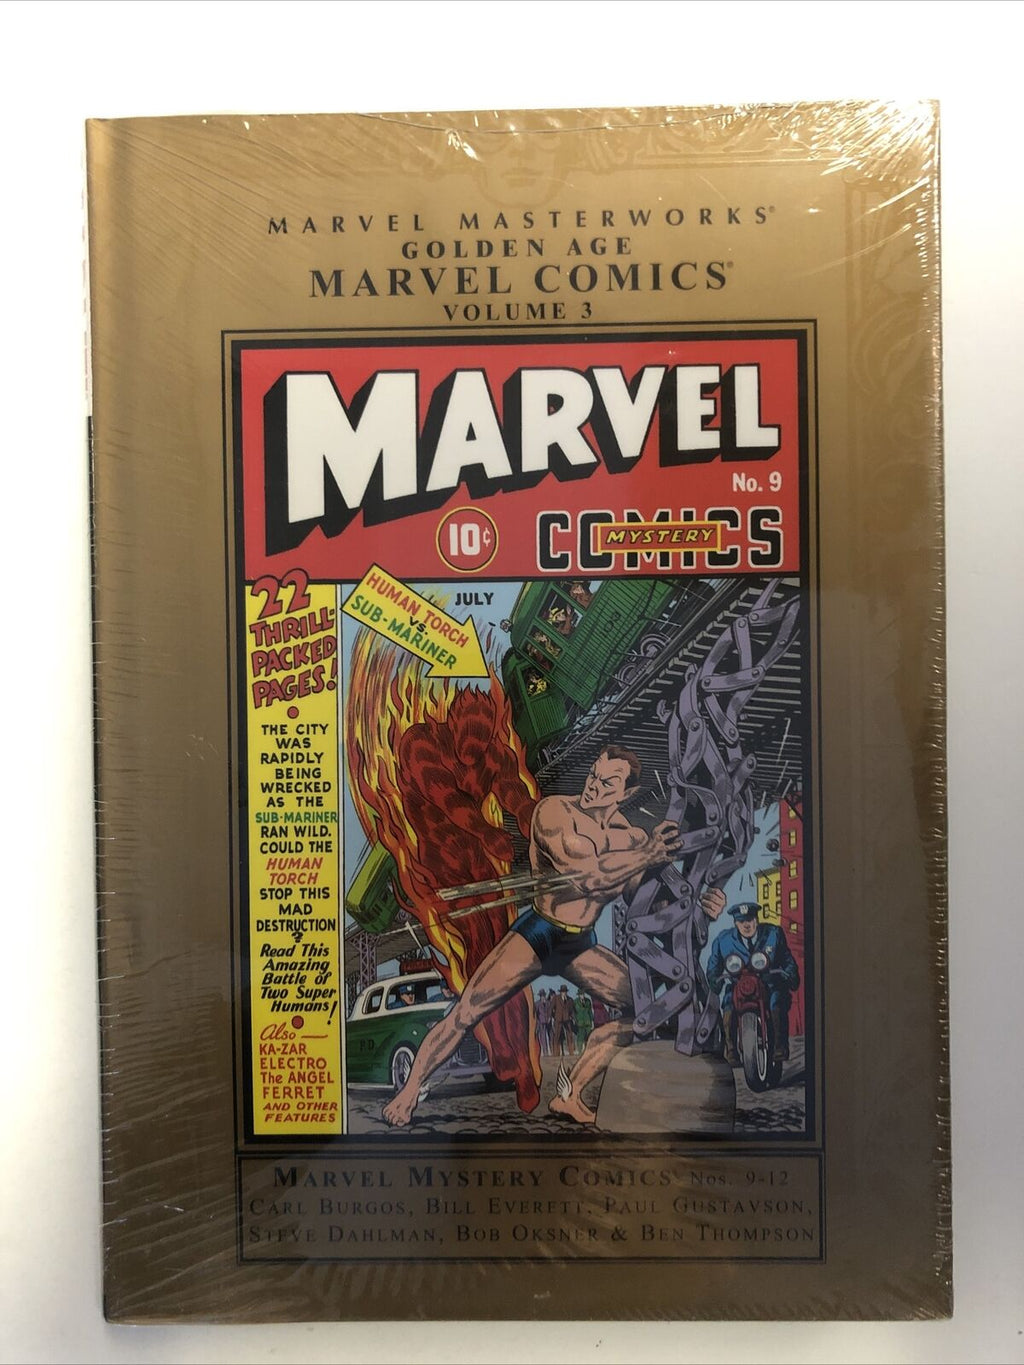 MARVEL MASTERWORKS®
GOLDEN AGE
MARVEL COMICS®
VOLUME 3
MARVEL
No. 9
10¢
COMICS
MYSTERY
22
THRILL-
PACKED
PAGES!
THE CITY
WAS
RAPIDLY
BEING
WRECKED
AS THE
SUB-MARINER
RAN WILD.
COULD THE
HUMAN
TORCH
STOP THIS
MAD
DESTRUCTION
?
Read This
Amazing
Battle of
Two Super
Humans!
Also —
KA-ZAR
ELECTRO
The ANGEL
FERRET
AND OTHER
FEATURES
HUMAN TORCH
VS.
SUB-MARINER
JULY
P.D.
MARVEL MYSTERY COMICS Nos. 9-12
CARL BURGOS, BILL EVERETT, PAUL GUSTAVSON,
STEVE DAHLMAN, BOB OKSNER & BEN THOMPSON